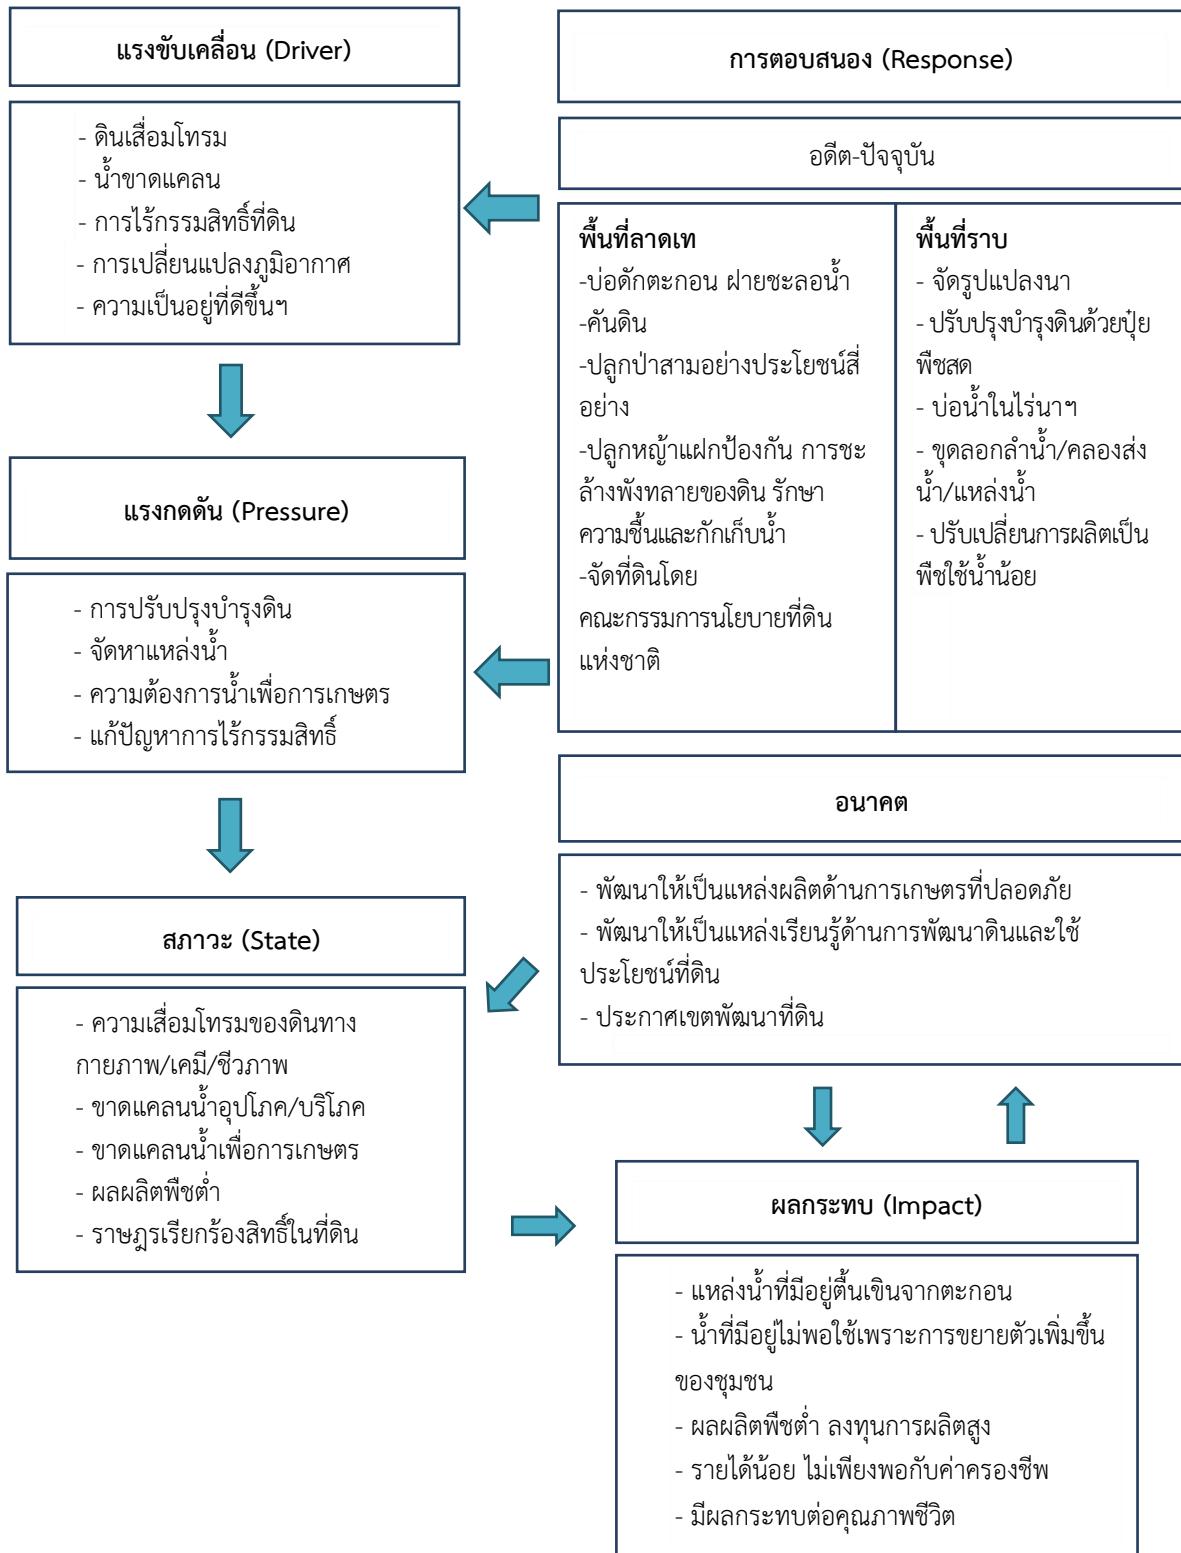 แรงขับเคลื่อน (Driver)
- ดินเสื่อมโทรม
- น้ำขาดแคลน
- การไร้กรรมสิทธิ์ที่ดิน
- การเปลี่ยนแปลงภูมิอากาศ
- ความเป็นอยู่ที่ดีขึ้นฯ
แรงกดดัน (Pressure)
- การปรับปรุงบำรุงดิน
- จัดหาแหล่งน้ำ
- ความต้องการน้ำเพื่อการเกษตร
- แก้ปัญหาการไร้กรรมสิทธิ์
สภาวะ (State)
- ความเสื่อมโทรมของดินทาง
กายภาพ/เคมี/ชีวภาพ
- ขาดแคลนน้ำอุปโภค/บริโภค
- ขาดแคลนน้ำเพื่อการเกษตร
- ผลผลิตพืชต่ำ
- ราษฎรเรียกร้องสิทธิ์ในที่ดิน
การตอบสนอง (Response)
อดีต-ปัจจุบัน
พื้นที่ลาดเท
-บ่อดักตะกอน ฝายชะลอน้ำ
-คันดิน
-ปลูกป่าสามอย่างประโยชน์สี่
อย่าง
-ปลูกหญ้าแฝกป้องกัน การชะ
ล้างพังทลายของดิน รักษา
ความชื้นและกักเก็บน้ำ
-จัดที่ดินโดย
คณะกรรมการนโยบายที่ดิน
แห่งชาติ
พื้นที่ราบ
- จัดรูปแปลงนา
- ปรับปรุงบำรุงดินด้วยปุ๋ย
พืชสด
- บ่อน้ำในไร่นาฯ
- ขุดลอกลำน้ำ/คลองส่ง
น้ำ/แหล่งน้ำ
- ปรับเปลี่ยนการผลิตเป็น
พืชใช้น้ำน้อย
อนาคต
- พัฒนาให้เป็นแหล่งผลิตด้านการเกษตรที่ปลอดภัย
- พัฒนาให้เป็นแหล่งเรียนรู้ด้านการพัฒนาดินและใช้
ประโยชน์ที่ดิน
- ประกาศเขตพัฒนาที่ดิน
ผลกระทบ (Impact)
- แหล่งน้ำที่มีอยู่ตื้นเขินจากตะกอน
- น้ำที่มีอยู่ไม่พอใช้เพราะการขยายตัวเพิ่มขึ้น
ของชุมชน
- ผลผลิตพืชต่ำ ลงทุนการผลิตสูง
- รายได้น้อย ไม่เพียงพอกับค่าครองชีพ
- มีผลกระทบต่อคุณภาพชีวิต